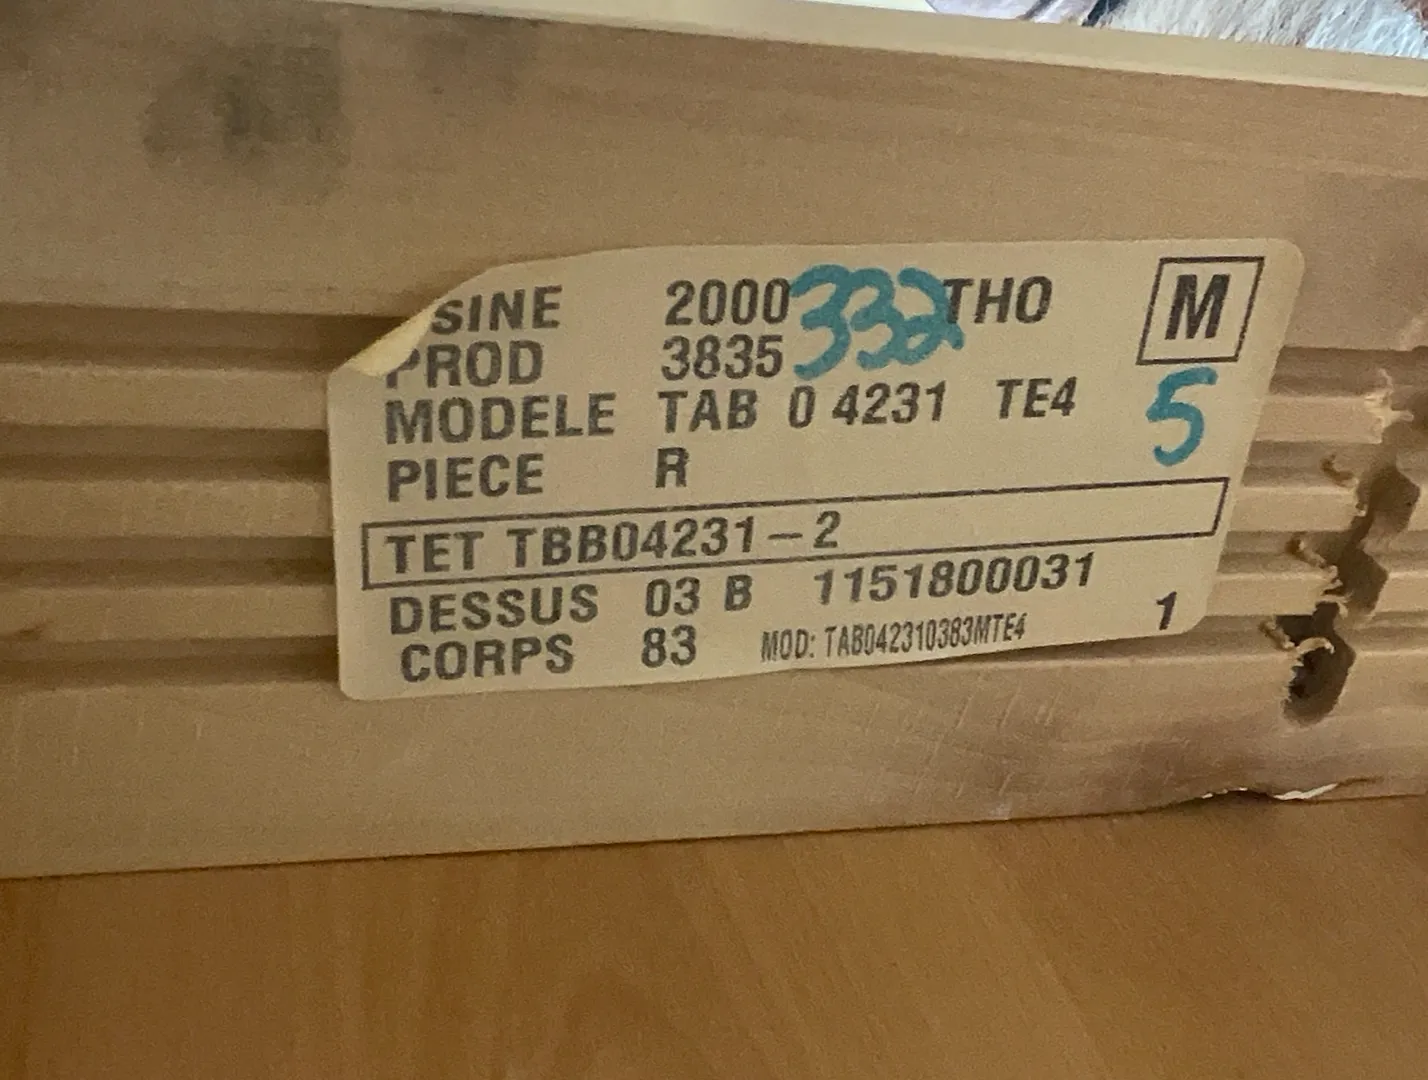 SINE 2000 332 THO M
PROD 3835
MODELE TAB 0 4231 TE4 5
PIECE R
TET TBB04231-2
DESSUS 03 B 1151800031
CORPS 83 MOD: TAB042310383MTE4 1